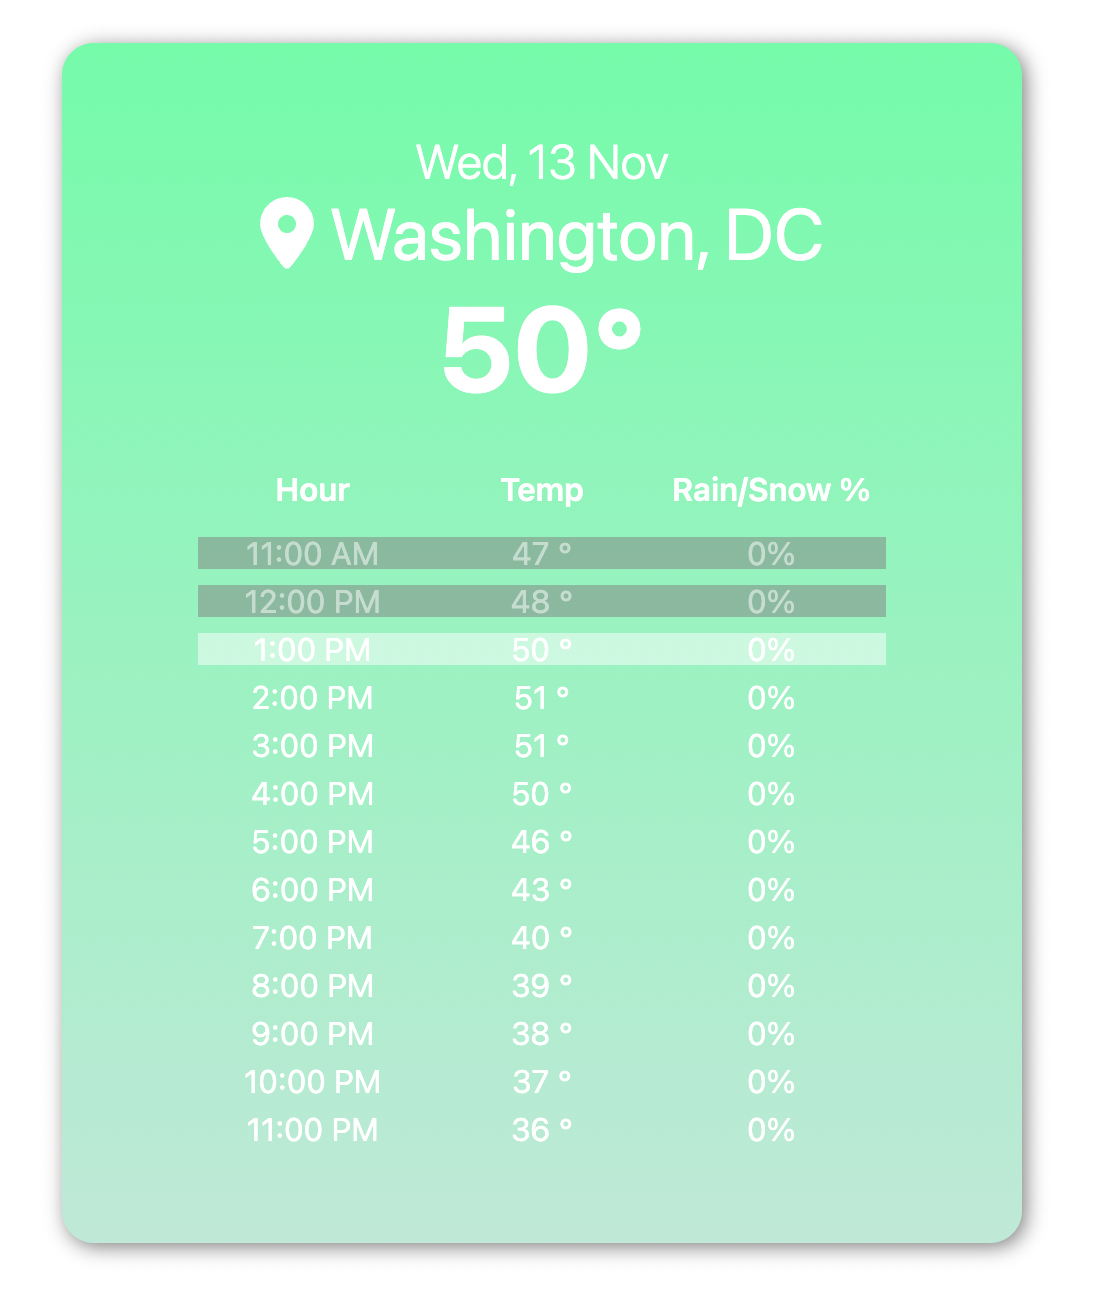 Wed, 13 Nov
Washington, DC
50°
Hour Temp Rain/Snow %
11:00 AM 47 ° 0%
12:00 PM 48 ° 0%
1:00 PM 50 ° 0%
2:00 PM 51 ° 0%
3:00 PM 51 ° 0%
4:00 PM 50 ° 0%
5:00 PM 46 ° 0%
6:00 PM 43 ° 0%
7:00 PM 40 ° 0%
8:00 PM 39 ° 0%
9:00 PM 38 ° 0%
10:00 PM 37 ° 0%
11:00 PM 36 ° 0%